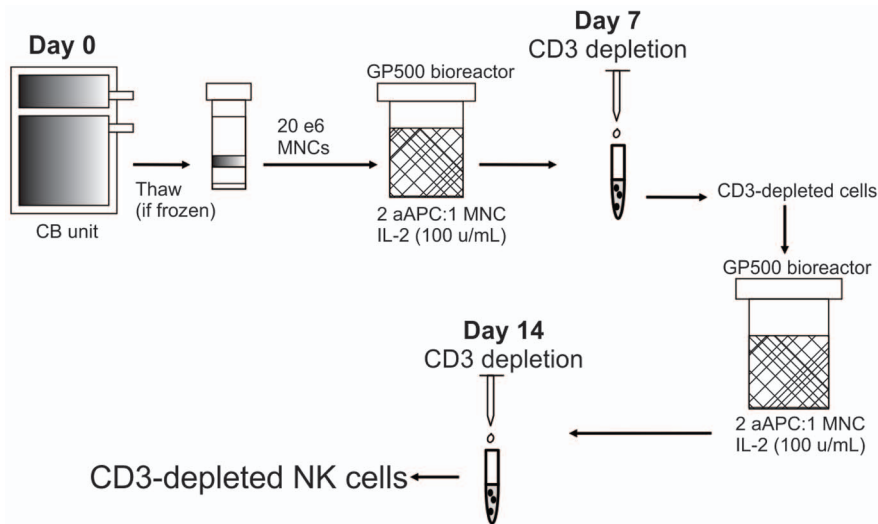 Day 0
CB unit
Thaw
(if frozen)
20 e6
MNCs
GP500 bioreactor
2 aAPC:1 MNC
IL-2 (100 u/mL)
Day 7
CD3 depletion
CD3-depleted cells
GP500 bioreactor
2 aAPC:1 MNC
IL-2 (100 u/mL)
Day 14
CD3 depletion
CD3-depleted NK cells